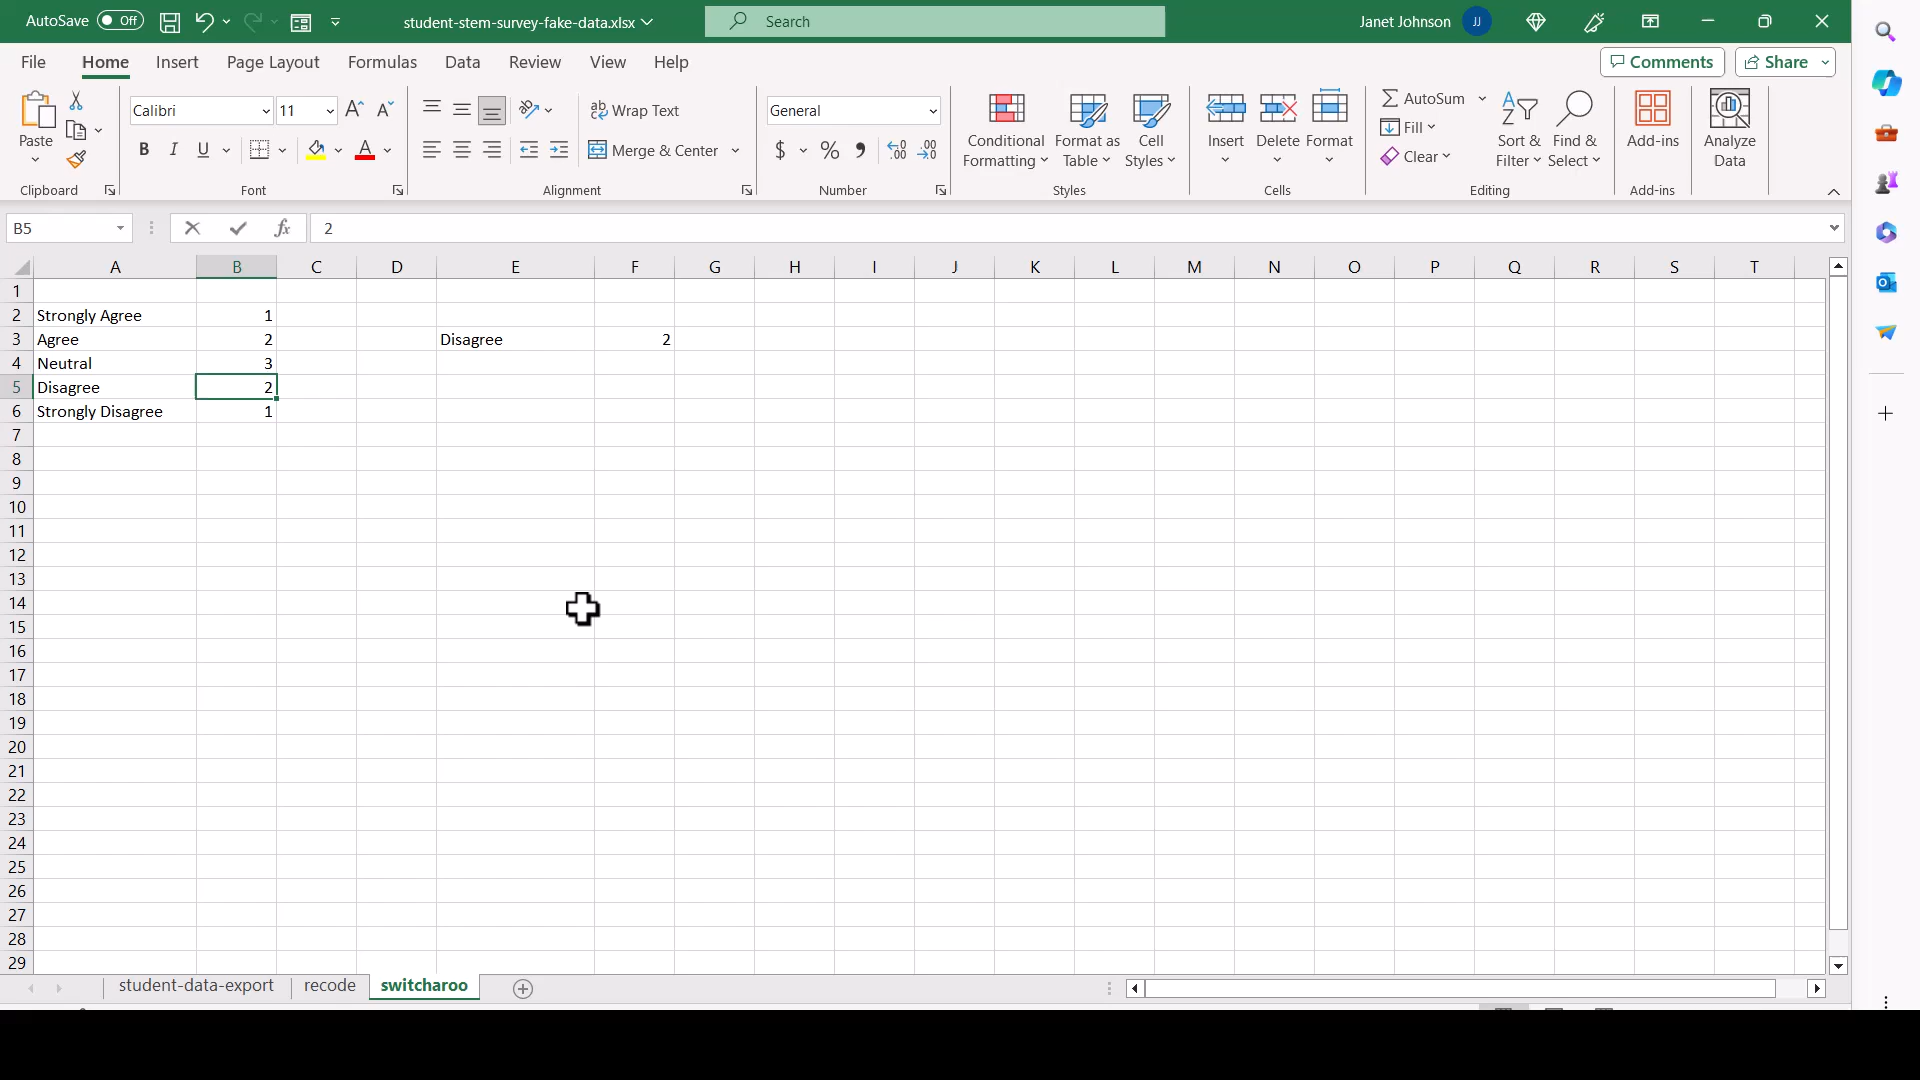 AutoSave Off student-stem-survey-fake-data.xlsx Search Janet Johnson JJ
File Home Insert Page Layout Formulas Data Review View Help Comments Share
Paste Calibri 11 Wrap Text General Conditional Formatting Format as Table Cell Styles Insert Delete Format AutoSum Sort & Filter Find & Select Add-ins Analyze Data
B I U A Merge & Center $ % Fill Clear
Clipboard Font Alignment Number Styles Cells Editing Add-ins
B5 fx 2
A B C D E F G H I J K L M N O P Q R S T
1
2 Strongly Agree 1
3 Agree 2 Disagree 2
4 Neutral 3
5 Disagree 2
6 Strongly Disagree 1
7
8
9
10
11
12
13
14
15
16
17
18
19
20
21
22
23
24
25
26
27
28
29
student-data-export recode switcharoo